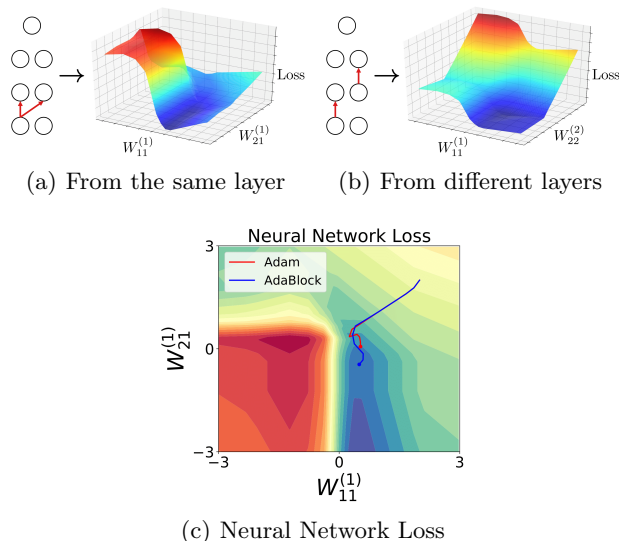 Loss
W_{11}^{(1)}
W_{21}^{(1)}
(a) From the same layer
Loss
W_{11}^{(1)}
W_{22}^{(2)}
(b) From different layers
Neural Network Loss
Adam
AdaBlock
3
0
−3
W_{21}^{(1)}
−3 0 3
W_{11}^{(1)}
(c) Neural Network Loss